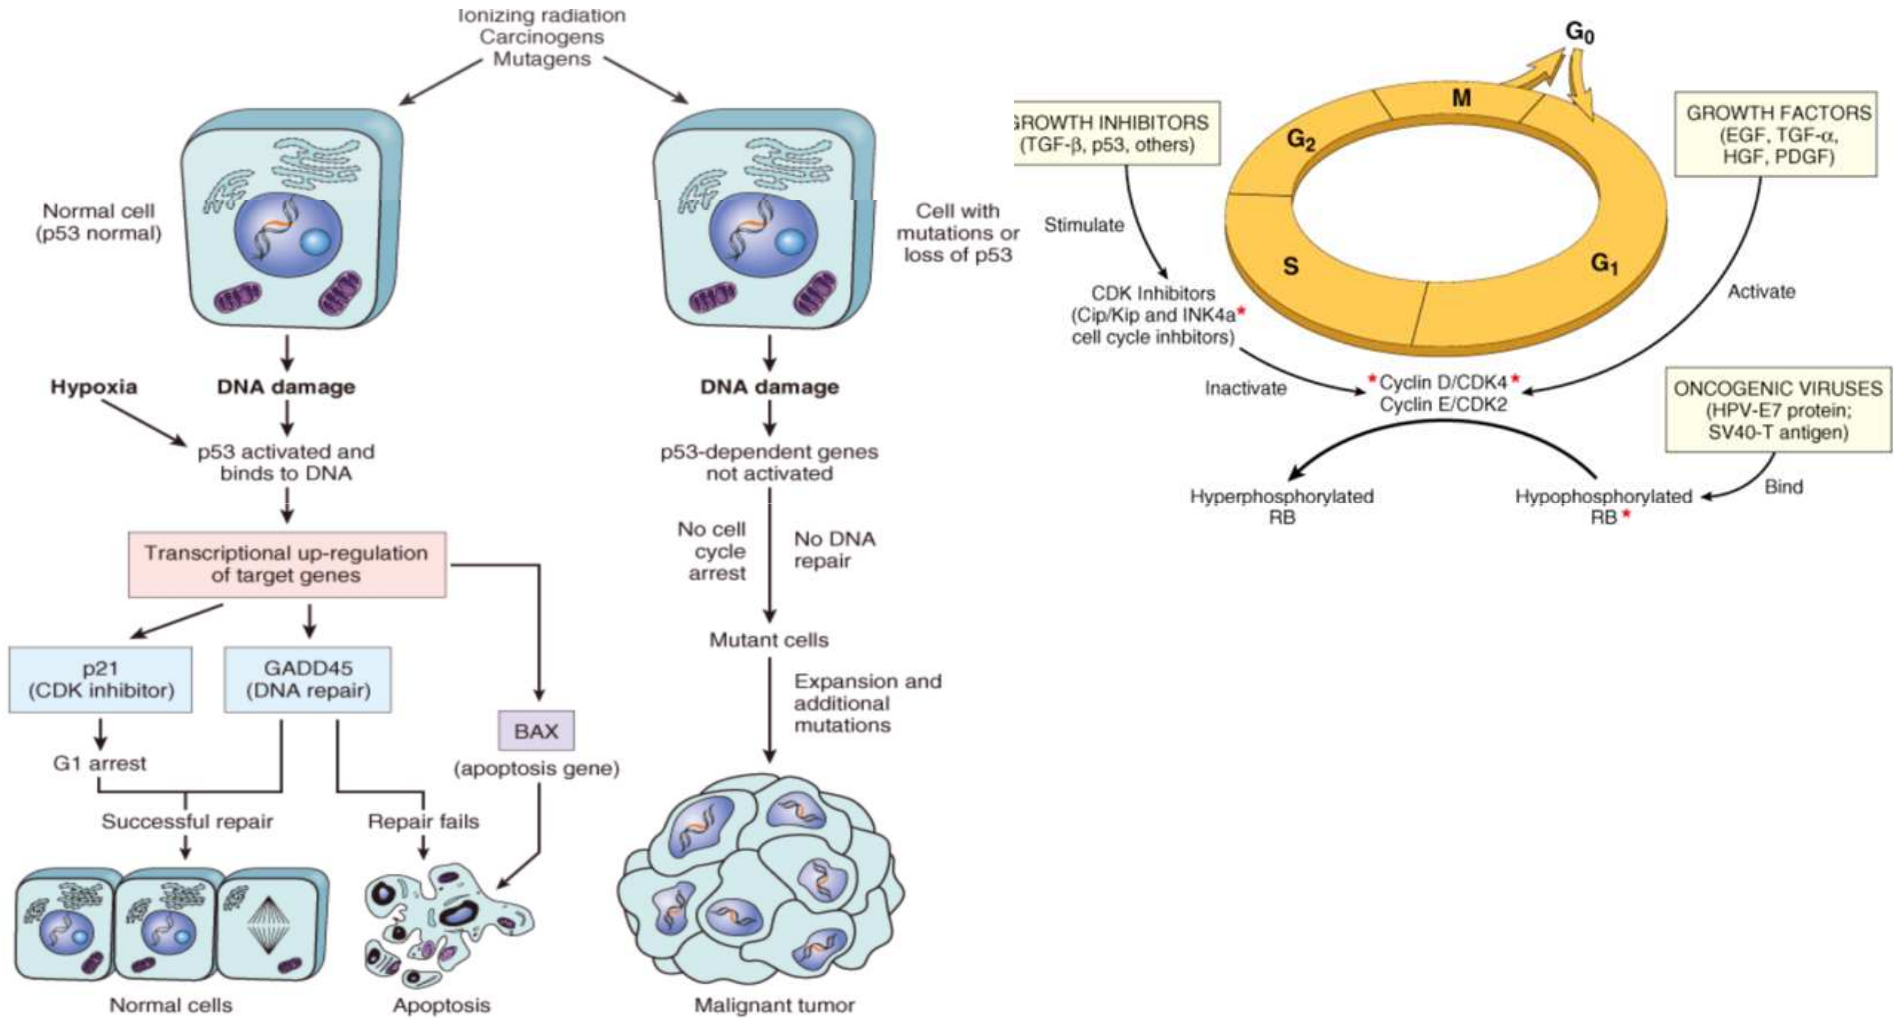 Ionizing radiation
Carcinogens
Mutagens
Normal cell
(p53 normal)
Cell with
mutations or
loss of p53
Hypoxia
DNA damage
DNA damage
p53 activated and
binds to DNA
p53-dependent genes
not activated
Transcriptional up-regulation
of target genes
No cell
cycle
arrest
No DNA
repair
p21
(CDK inhibitor)
GADD45
(DNA repair)
Mutant cells
BAX
(apoptosis gene)
Expansion and
additional
mutations
G1 arrest
Successful repair
Repair fails
Normal cells
Apoptosis
Malignant tumor
G0
M
G2
S
G1
GROWTH INHIBITORS
(TGF-β, p53, others)
GROWTH FACTORS
(EGF, TGF-α,
HGF, PDGF)
Stimulate
CDK Inhibitors
(Cip/Kip and INK4a*
cell cycle inhbitors)
Activate
Inactivate
*Cyclin D/CDK4*
Cyclin E/CDK2
ONCOGENIC VIRUSES
(HPV-E7 protein;
SV40-T antigen)
Bind
Hyperphosphorylated
RB
Hypophosphorylated
RB*